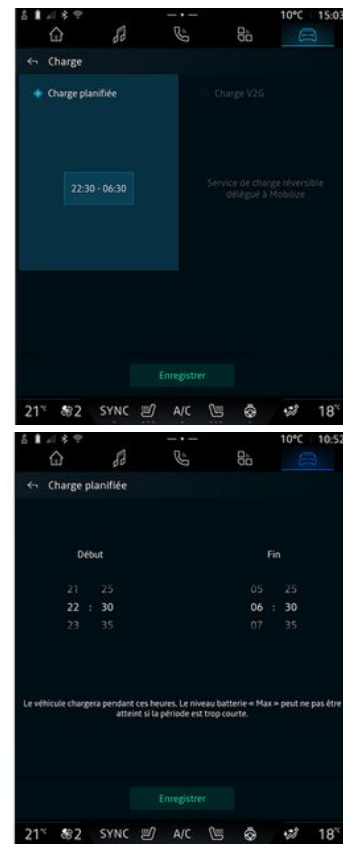 10°C 15:03
Charge
Charge planifiée
Charge V2G
22:30 - 06:30
Service de charge réversible
délégué à Mobilize
Enregistrer
21°C 2 SYNC A/C 18°C
10°C 10:52
Charge planifiée
Début Fin
21 25 05 25
22 : 30 06 : 30
23 35 07 35
Le véhicule chargera pendant ces heures. Le niveau batterie « Max » peut ne pas être
atteint si la période est trop courte.
Enregistrer
21°C 2 SYNC A/C 18°C